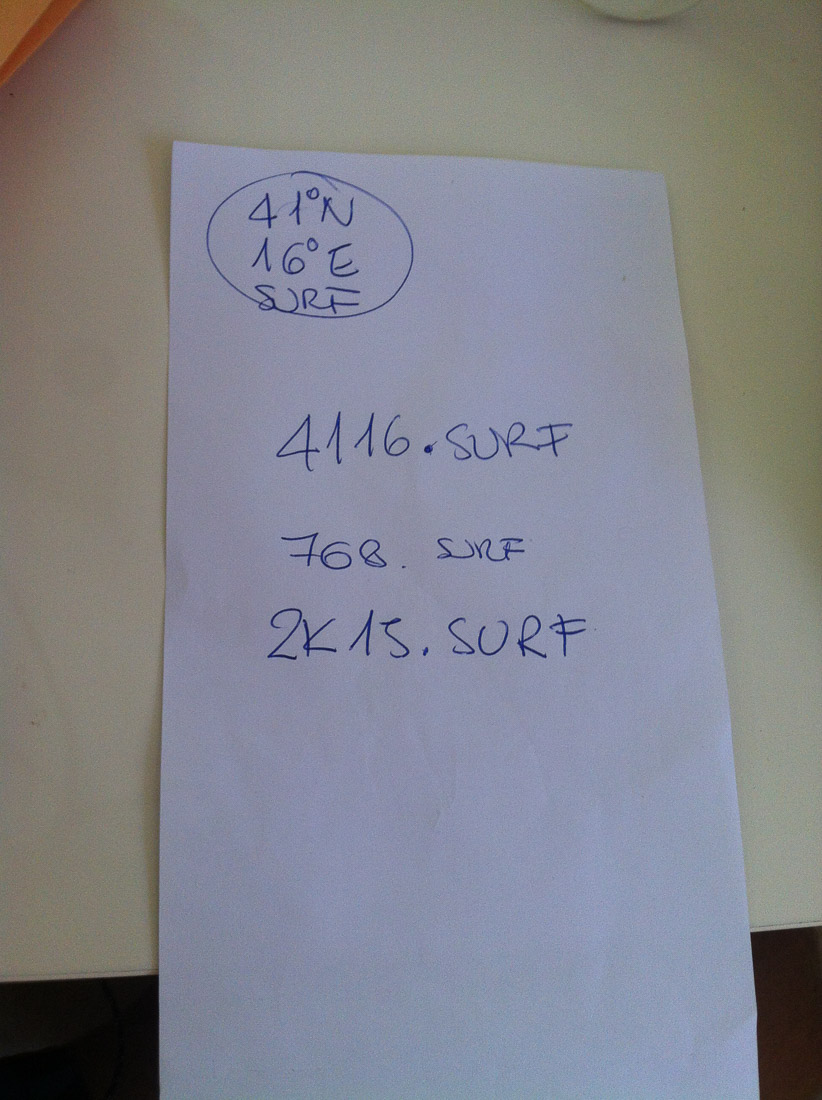 41°N
16°E
SURF
4116.SURF
768. SURF
2K15. SURF